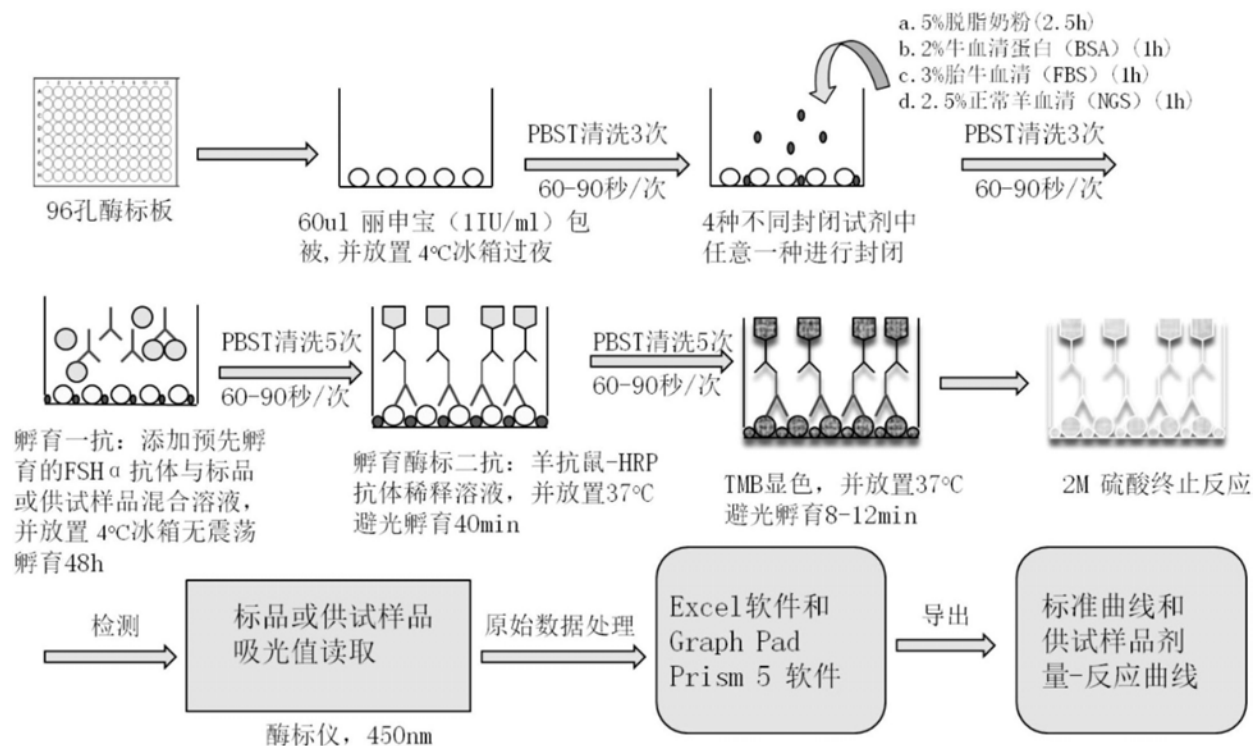 a.5%脱脂奶粉(2.5h)
b.2%牛血清蛋白（BSA）(1h)
c.3%胎牛血清（FBS）(1h)
d.2.5%正常羊血清（NGS）(1h)
96孔酶标板
60ul 丽申宝（1IU/ml）包
被,并放置 4℃冰箱过夜
PBST清洗3次
60-90秒/次
4种不同封闭试剂中
任意一种进行封闭
PBST清洗3次
60-90秒/次
孵育一抗：添加预先孵
育的FSHα抗体与标品
或供试样品混合溶液，
并放置 4℃冰箱无震荡
孵育48h
PBST清洗5次
60-90秒/次
孵育酶标二抗：羊抗鼠-HRP
抗体稀释溶液，并放置37℃
避光孵育40min
PBST清洗5次
60-90秒/次
TMB显色，并放置37℃
避光孵育8-12min
2M 硫酸终止反应
检测
标品或供试样品
吸光值读取
酶标仪，450nm
原始数据处理
Excel软件和
Graph Pad
Prism 5 软件
导出
标准曲线和
供试样品剂
量-反应曲线